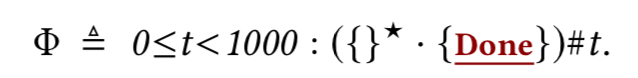 Φ ≜ 0≤t<1000 : ({}★ · {Done})#t.